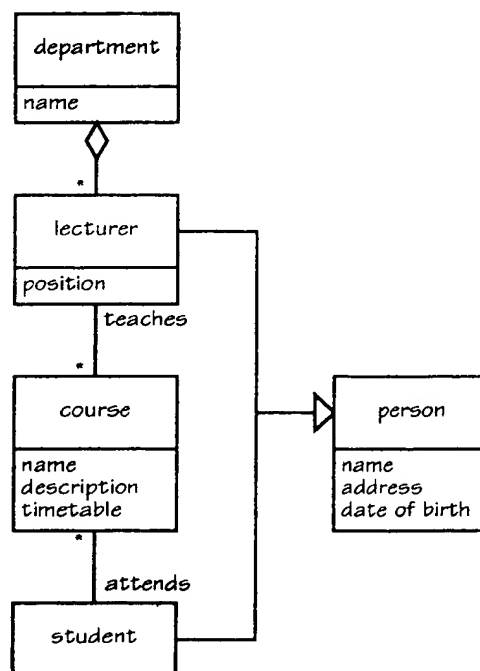 department
name
*
lecturer
position
teaches
*
course
name
description
timetable
*
attends
student
person
name
address
date of birth